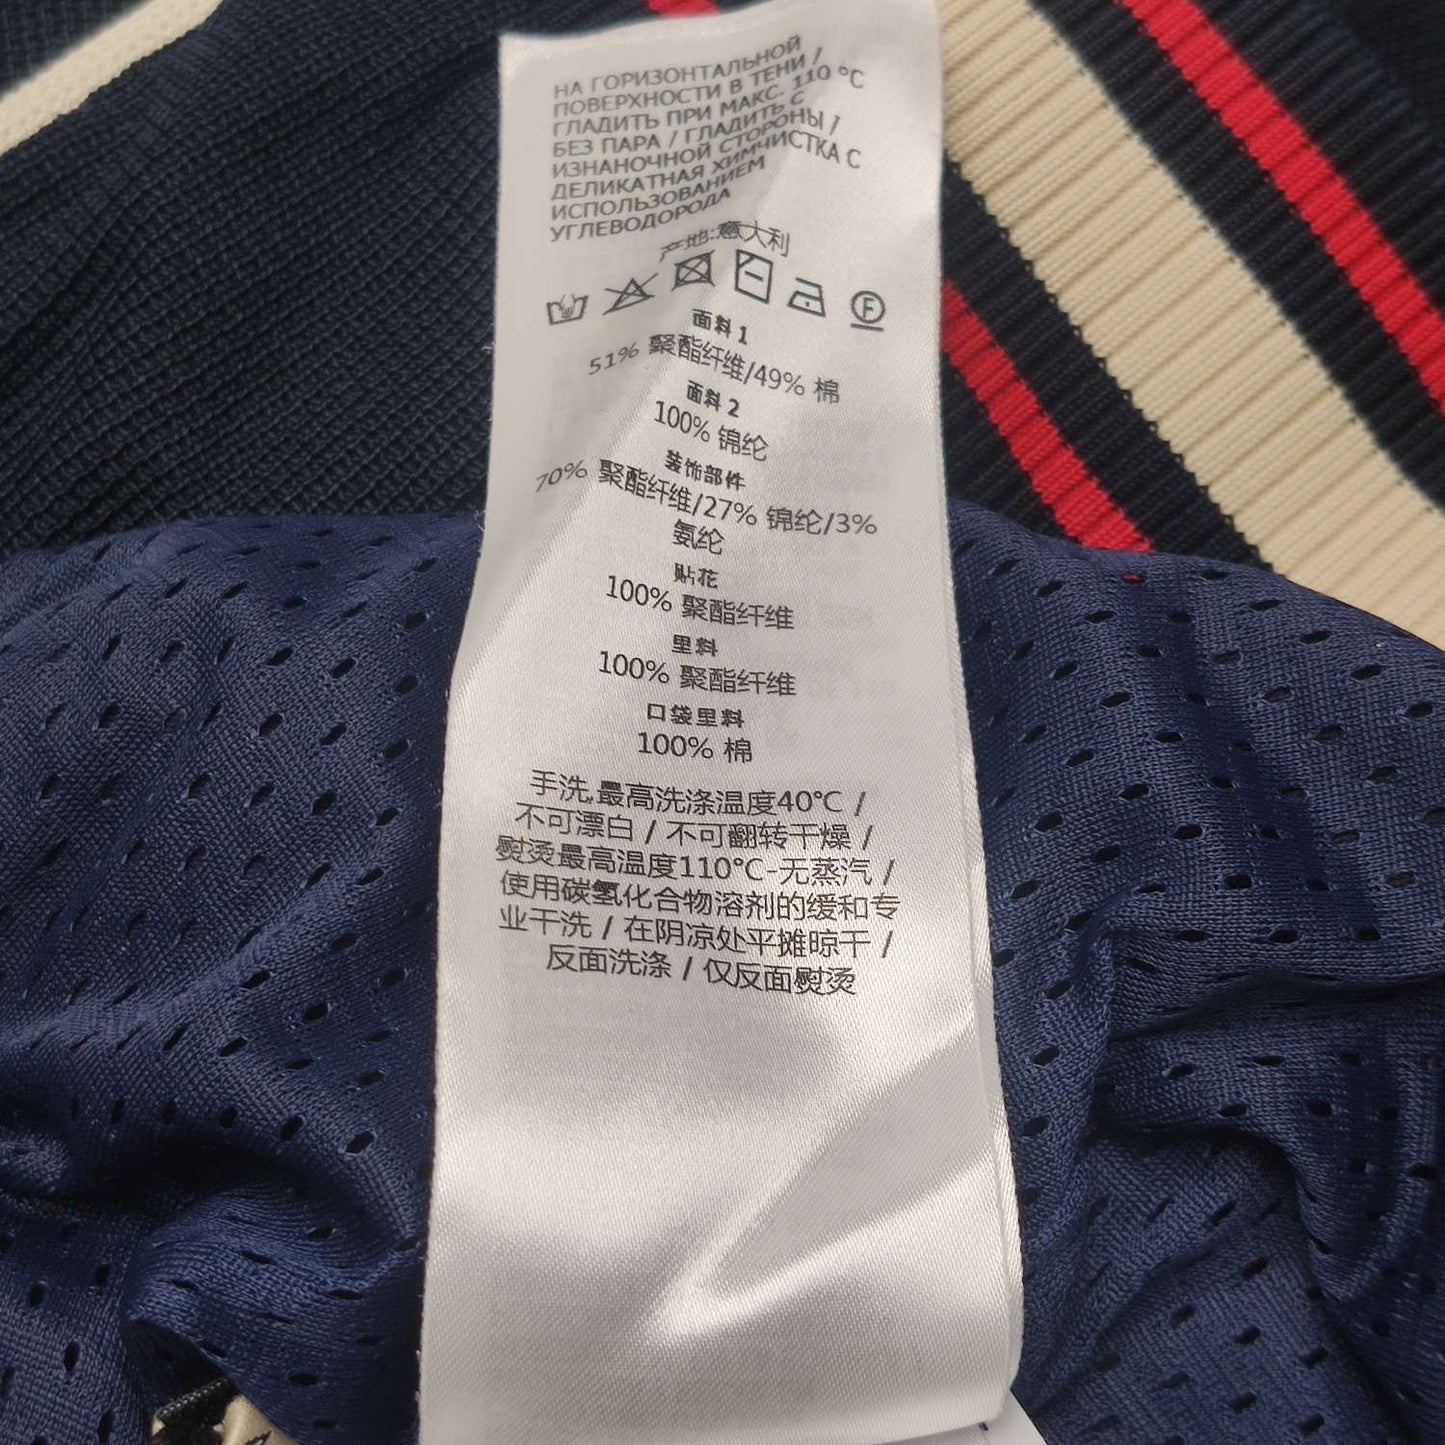 НА ГОРИЗОНТАЛЬНОЙ
ПОВЕРХНОСТИ В ТЕНИ /
ГЛАДИТЬ ПРИ МАКС. 110 °C
БЕЗ ПАРА / ГЛАДИТЬ С
ИЗНАНОЧНОЙ СТОРОНЫ /
ДЕЛИКАТНАЯ ХИМЧИСТКА С
ИСПОЛЬЗОВАНИЕМ
УГЛЕВОДОРОДА
产地:意大利
F
面料 1
51% 聚酯纤维/49% 棉
面料 2
100% 锦纶
装饰部件
70% 聚酯纤维/27% 锦纶/3%
氨纶
贴花
100% 聚酯纤维
里料
100% 聚酯纤维
口袋里料
100% 棉
手洗,最高洗涤温度40℃ /
不可漂白 / 不可翻转干燥 /
熨烫最高温度110℃-无蒸汽 /
使用碳氢化合物溶剂的缓和专
业干洗 / 在阴凉处平摊晾干 /
反面洗涤 / 仅反面熨烫